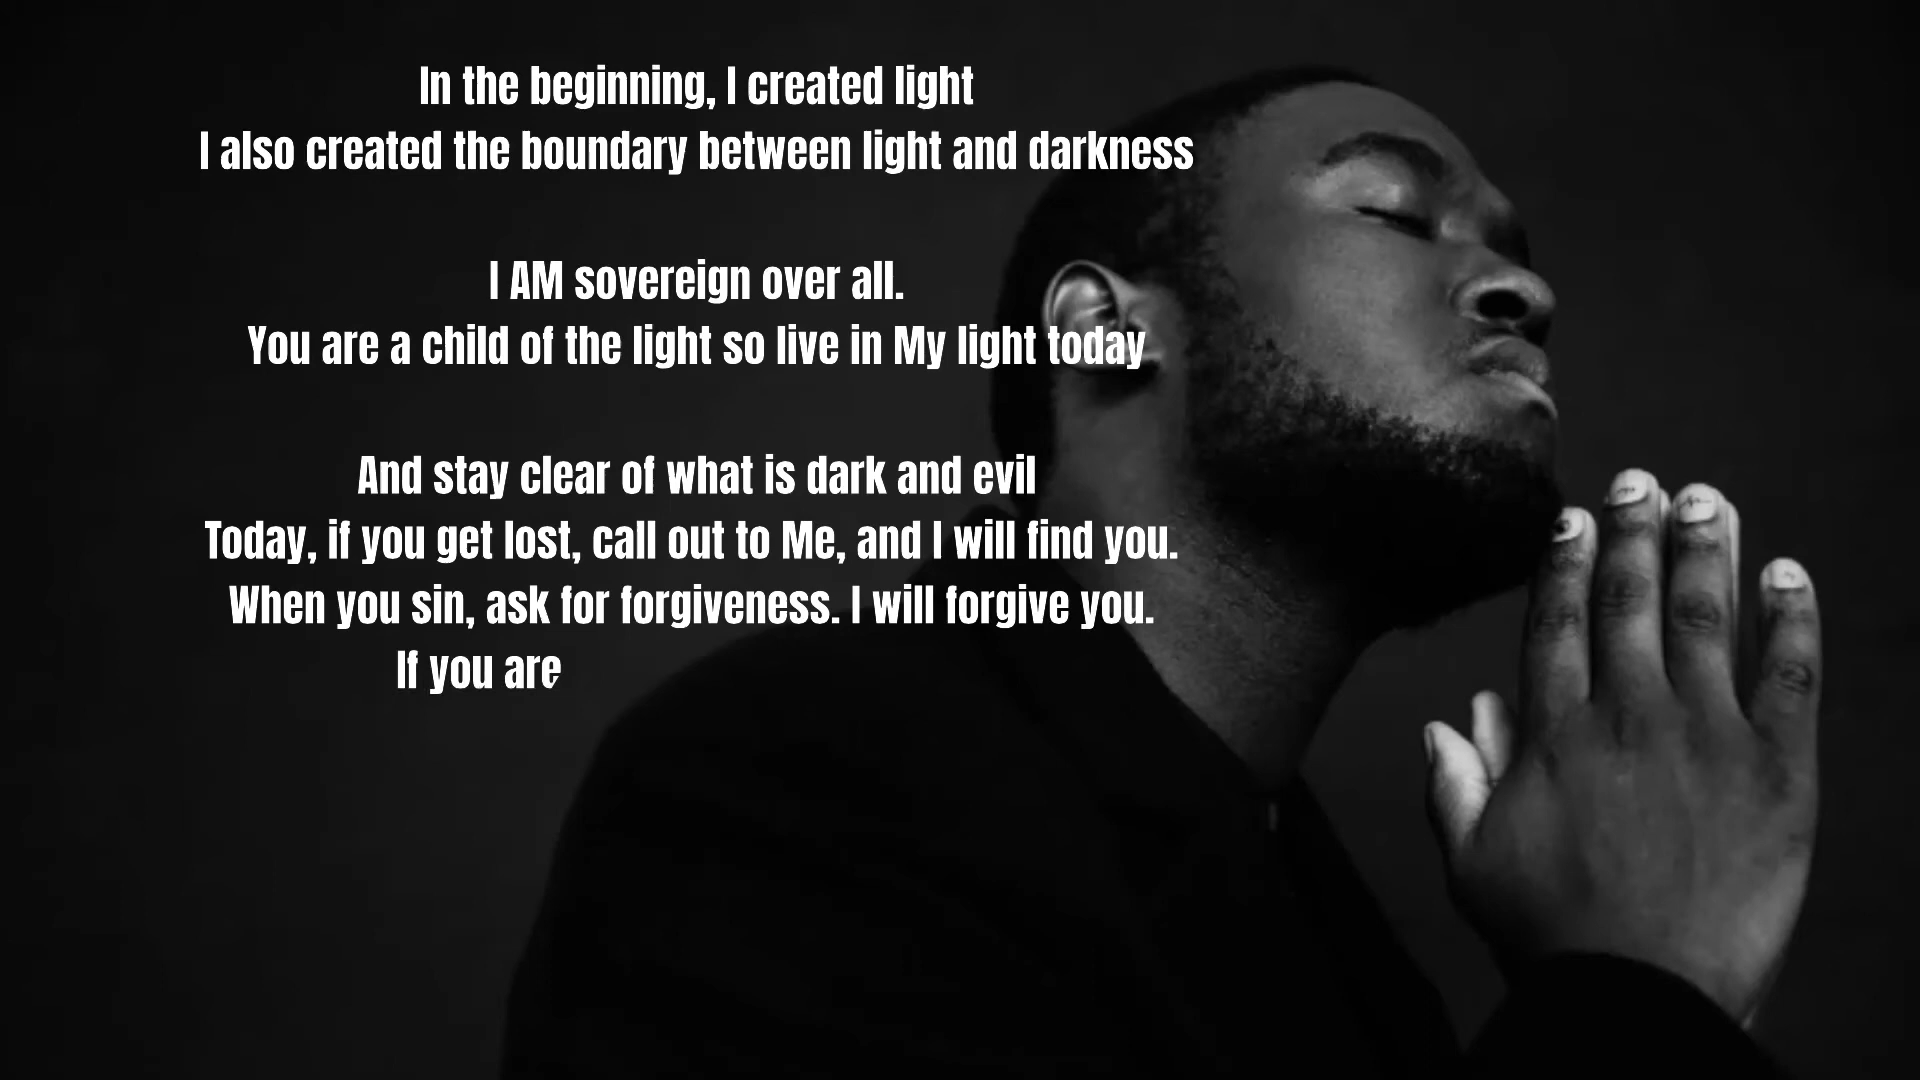 In the beginning, I created light
I also created the boundary between light and darkness
I AM sovereign over all.
You are a child of the light so live in My light today
And stay clear of what is dark and evil
Today, if you get lost, call out to Me, and I will find you.
When you sin, ask for forgiveness. I will forgive you.
If you are